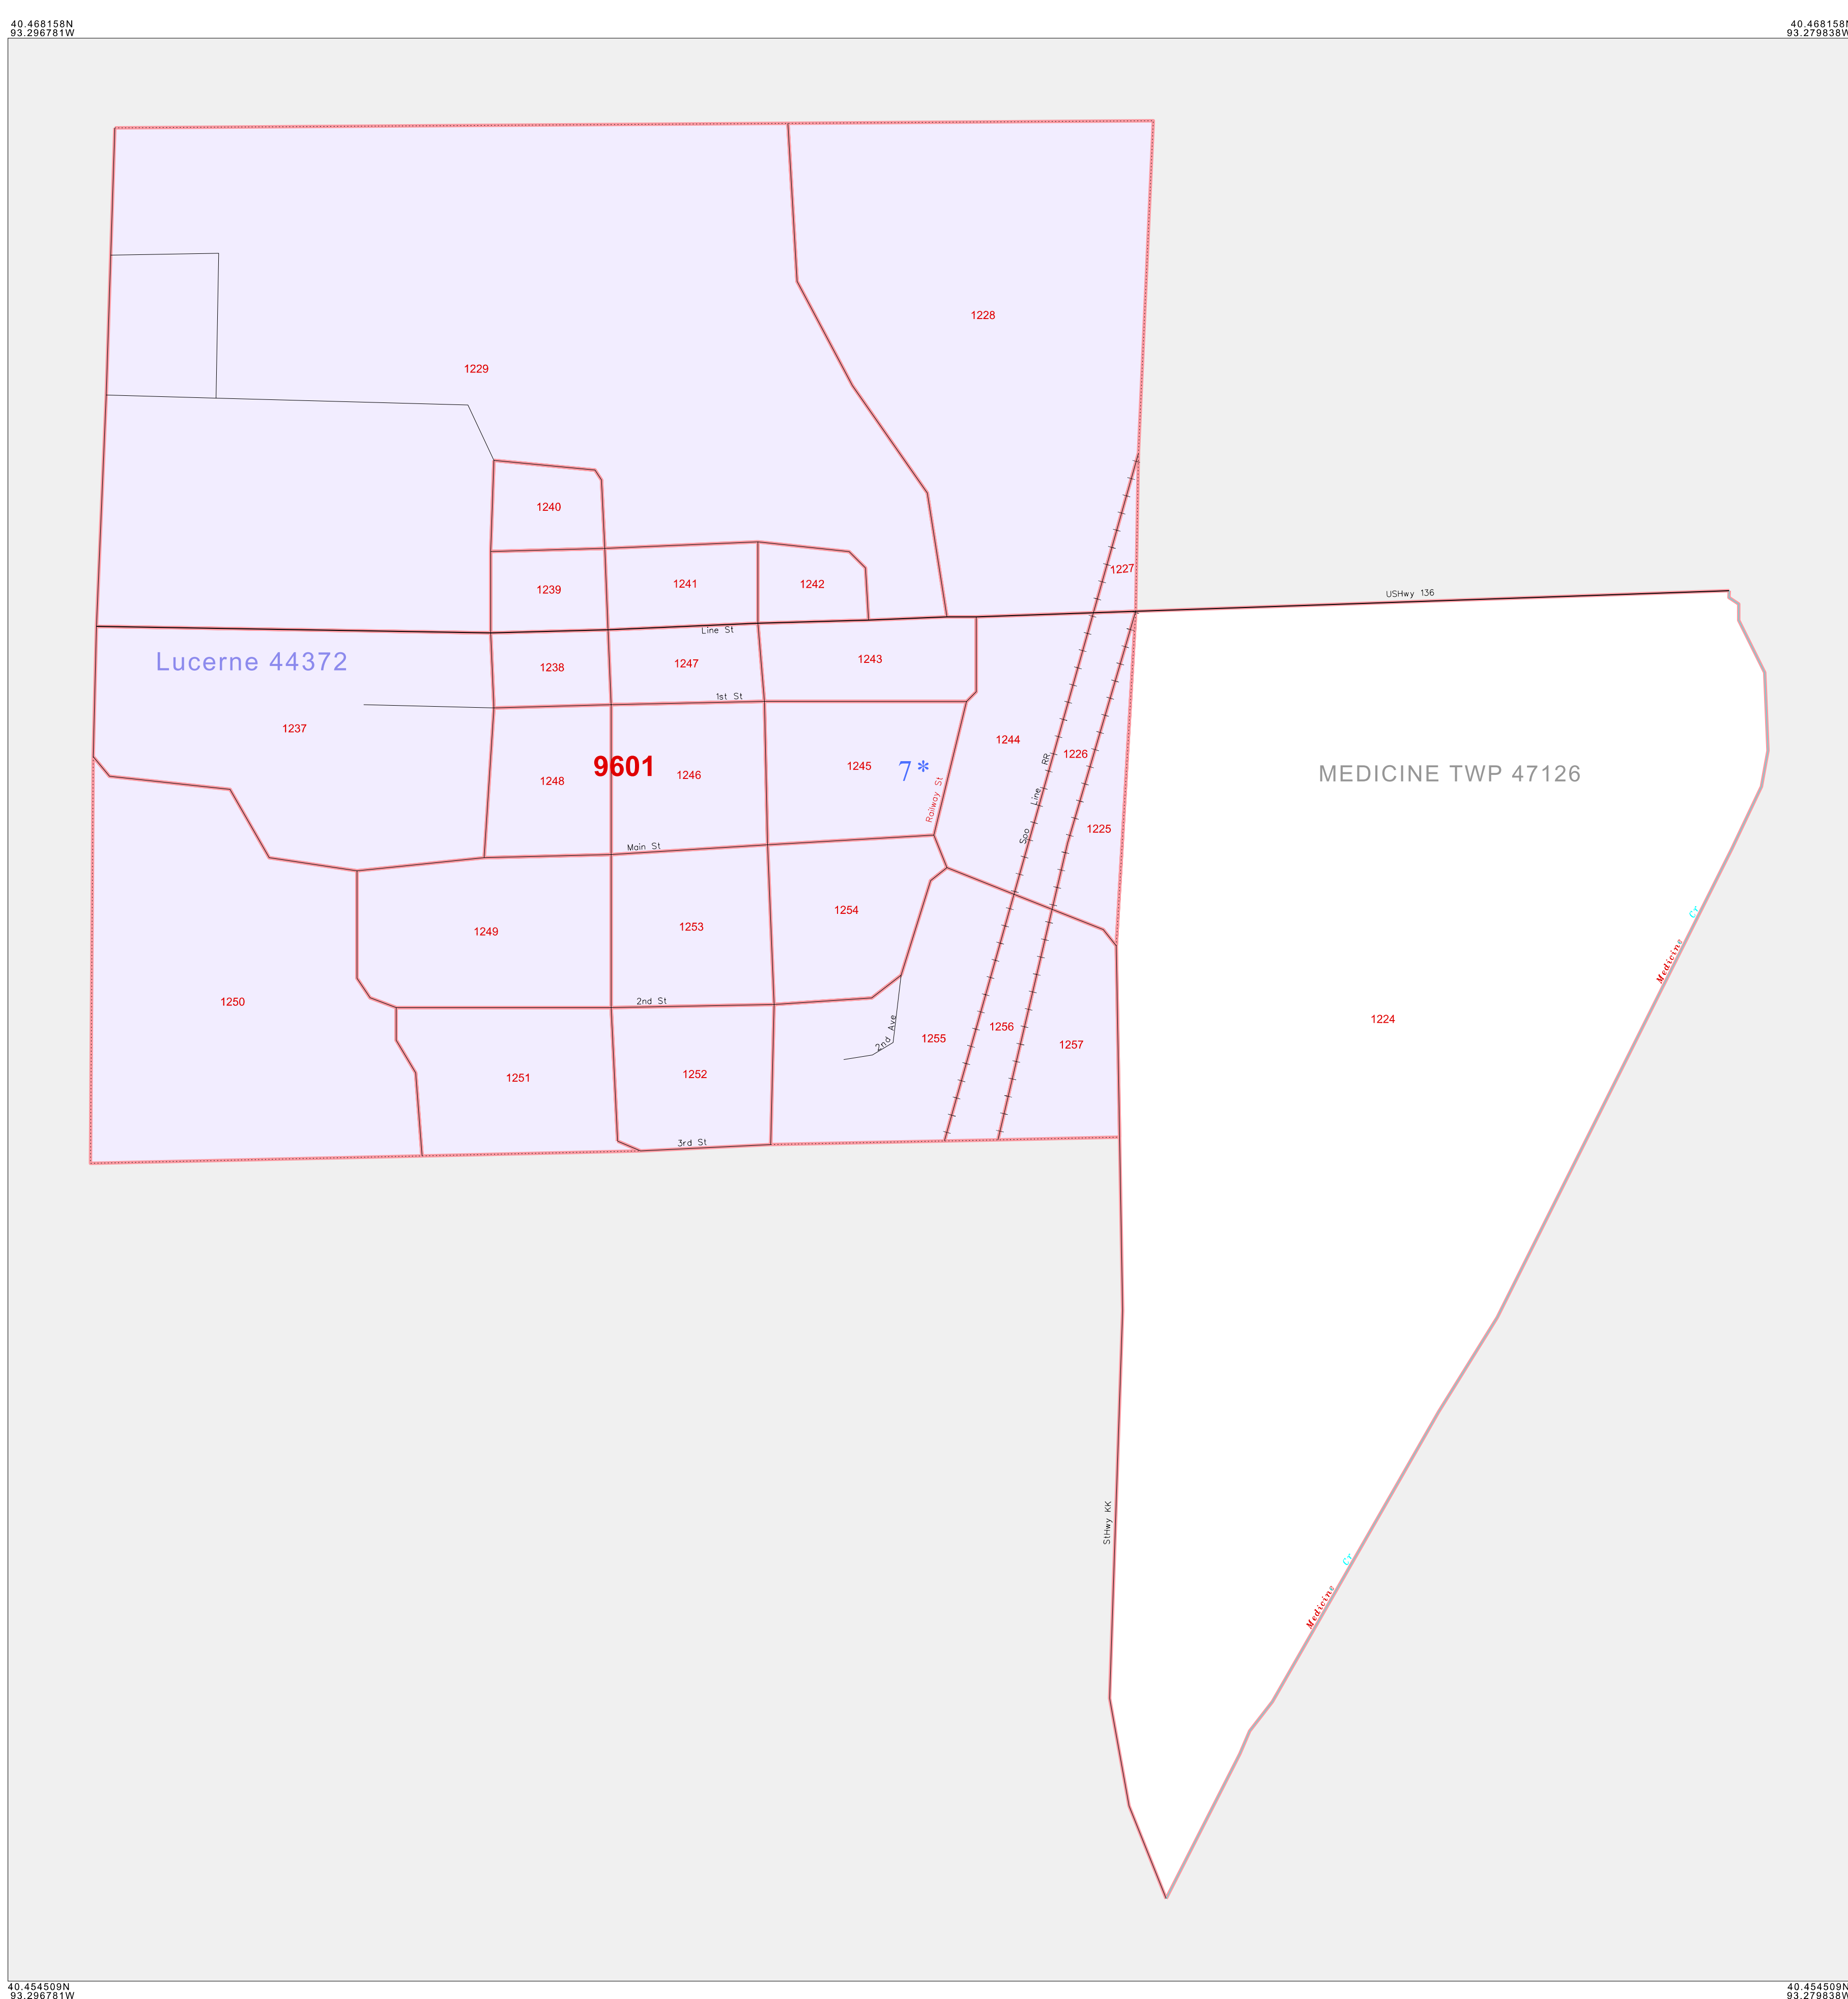 40.468158N
93.296781W
40.468158N
93.279838W
1228
1229
1240
1227
1239
1241
1242
USHwy 136
Line St
Lucerne 44372
1238
1247
1243
1st St
1237
1244
1226
RR
Line
Soo
9601
1248
1246
1245
7*
Railway St
MEDICINE TWP 47126
1225
Main St
1254
1249
1253
Medicine Cr
1250
2nd St
2nd Ave
1255
1256
1257
1224
1251
1252
3rd St
StHwy KK
Medicine Cr
40.454509N
93.296781W
40.454509N
93.279838W